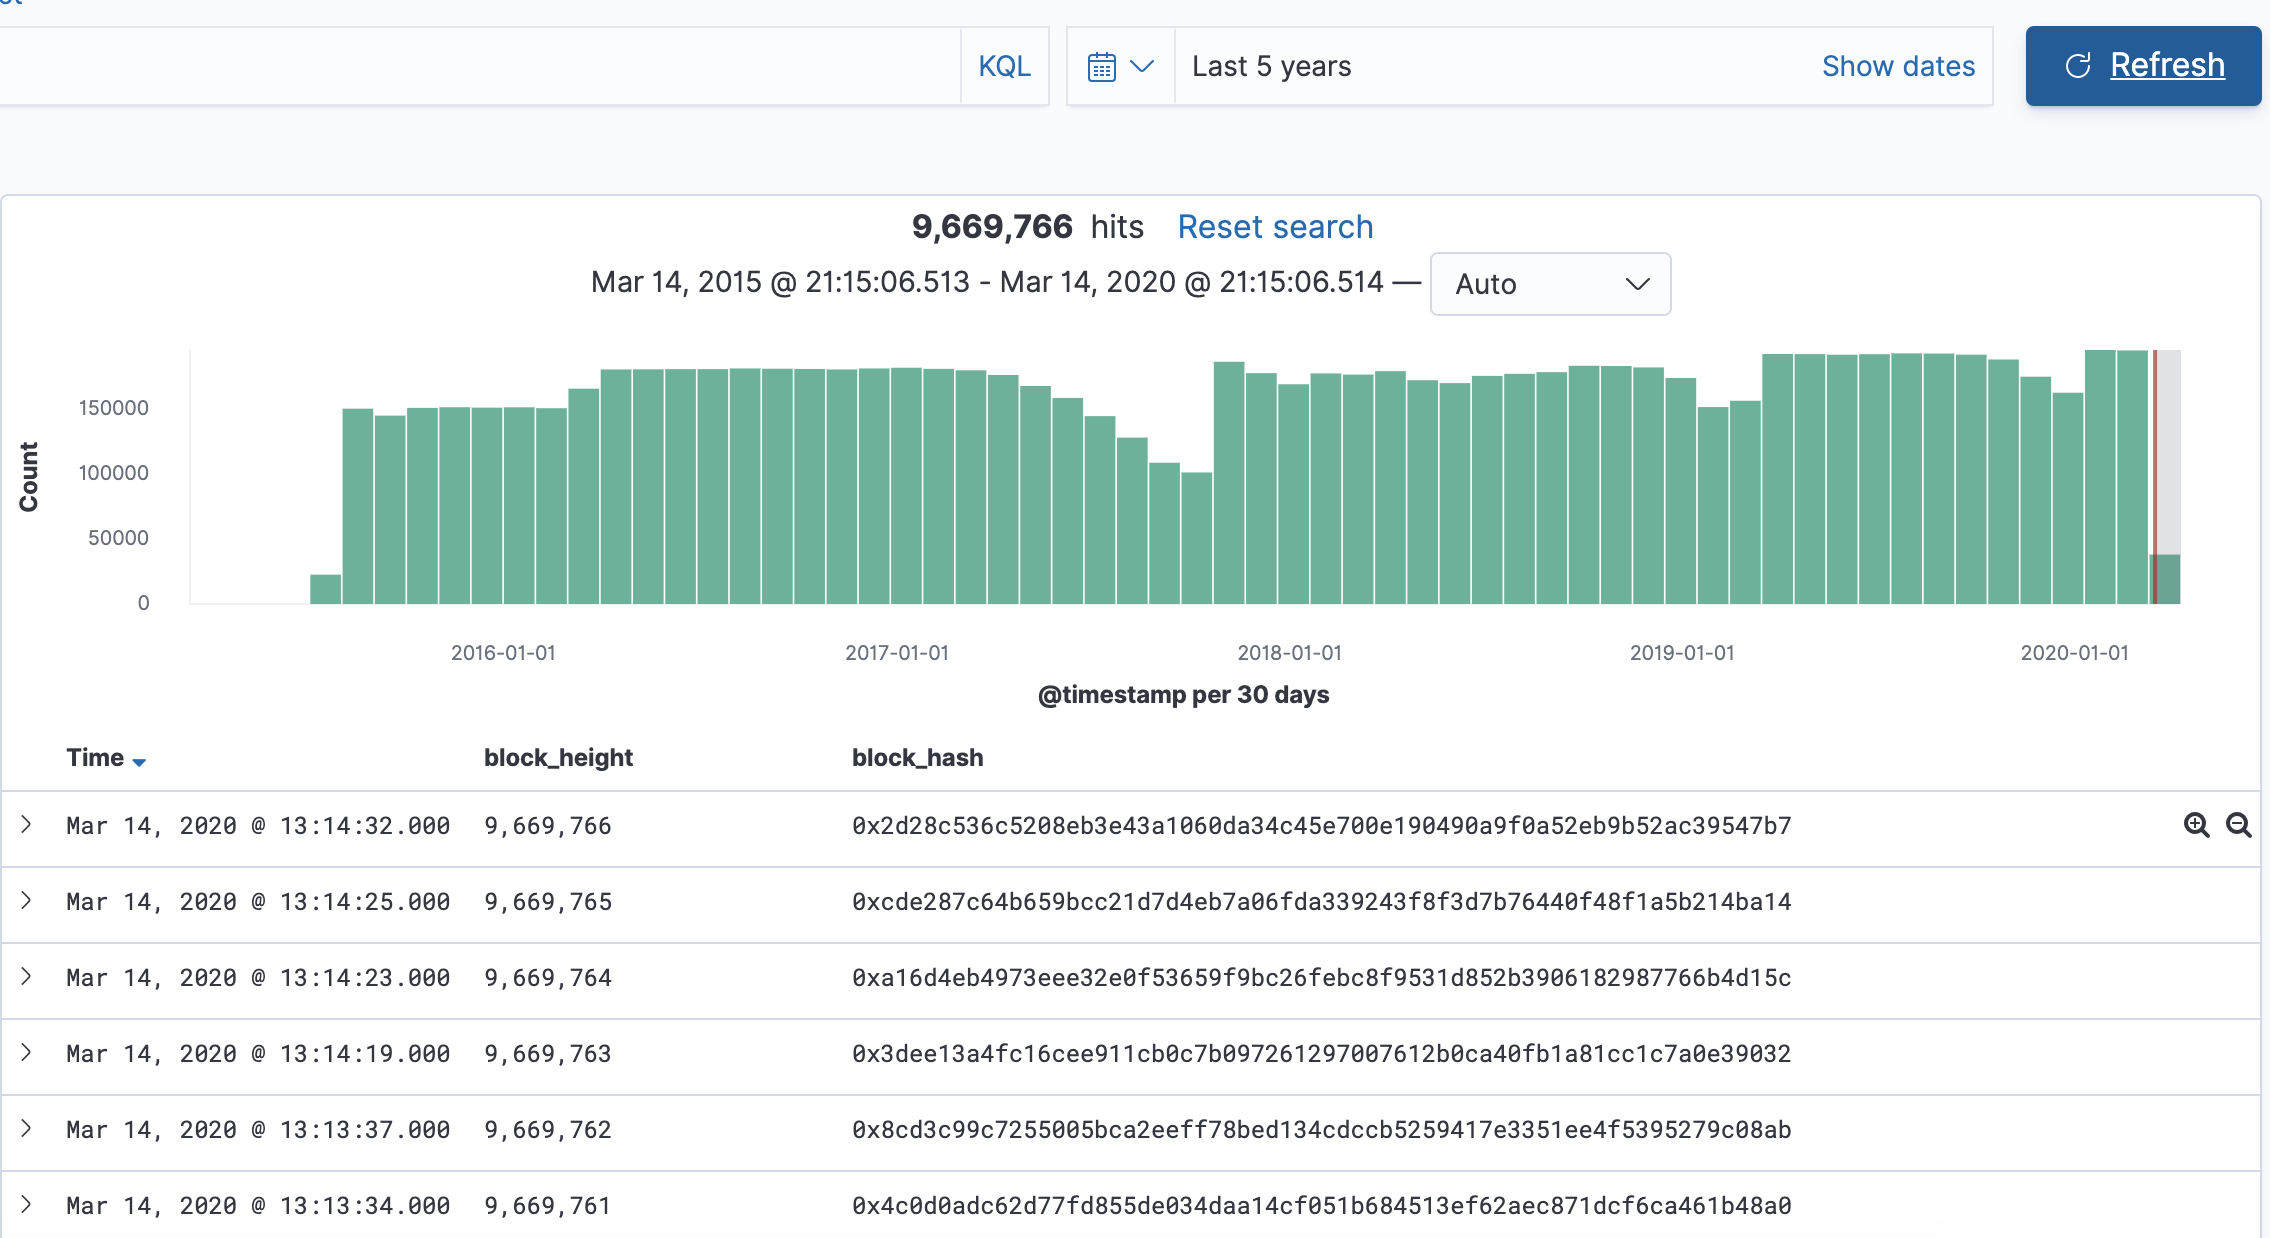 KQL
Last 5 years
Show dates
Refresh
9,669,766 hits Reset search
Mar 14, 2015 @ 21:15:06.513 - Mar 14, 2020 @ 21:15:06.514 — Auto
Count
150000
100000
50000
0
2016-01-01 2017-01-01 2018-01-01 2019-01-01 2020-01-01
@timestamp per 30 days
Time block_height block_hash
Mar 14, 2020 @ 13:14:32.000 9,669,766 0x2d28c536c5208eb3e43a1060da34c45e700e190490a9f0a52eb9b52ac39547b7
Mar 14, 2020 @ 13:14:25.000 9,669,765 0xcde287c64b659bcc21d7d4eb7a06fda339243f8f3d7b76440f48f1a5b214ba14
Mar 14, 2020 @ 13:14:23.000 9,669,764 0xa16d4eb4973eee32e0f53659f9bc26febc8f9531d852b3906182987766b4d15c
Mar 14, 2020 @ 13:14:19.000 9,669,763 0x3dee13a4fc16cee911cb0c7b097261297007612b0ca40fb1a81cc1c7a0e39032
Mar 14, 2020 @ 13:13:37.000 9,669,762 0x8cd3c99c7255005bca2eeff78bed134cdccb5259417e3351ee4f5395279c08ab
Mar 14, 2020 @ 13:13:34.000 9,669,761 0x4c0d0adc62d77fd855de034daa14cf051b684513ef62aec871dcf6ca461b48a0